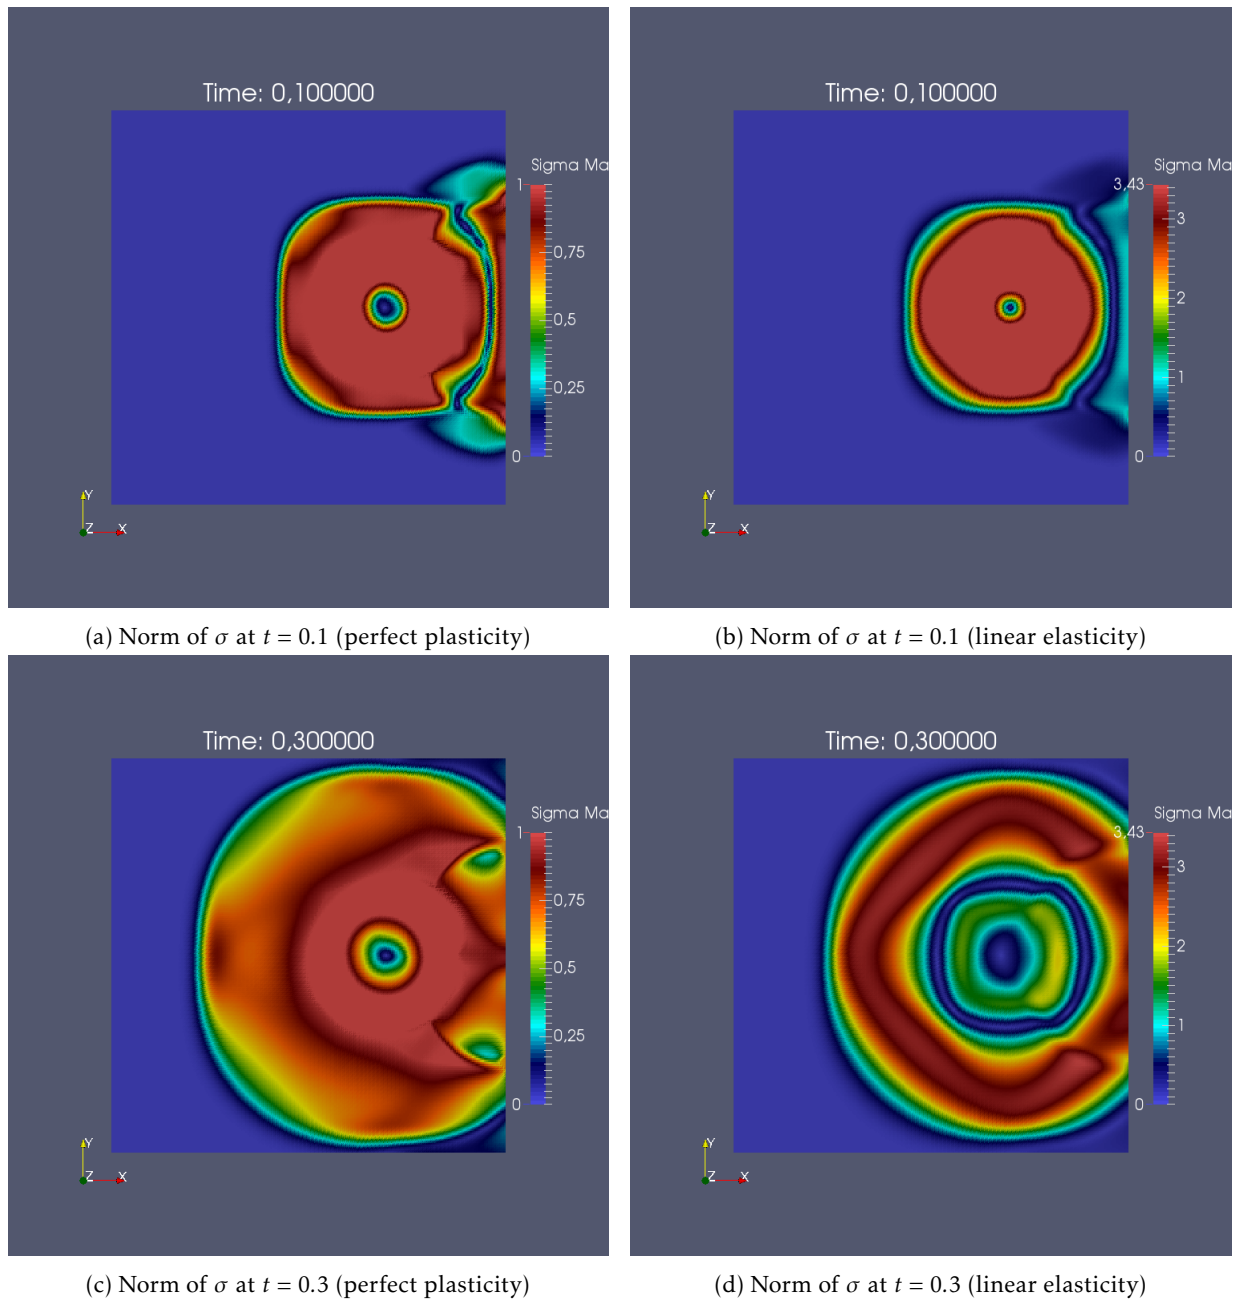 Time: 0,100000
Sigma Ma
1
0,75
0,5
0,25
0
Y
Z X
Time: 0,100000
Sigma Ma
3,43
3
2
1
0
Y
Z X
(a) Norm of σ at t = 0.1 (perfect plasticity)
(b) Norm of σ at t = 0.1 (linear elasticity)
Time: 0,300000
Sigma Ma
1
0,75
0,5
0,25
0
Y
Z X
Time: 0,300000
Sigma Ma
3,43
3
2
1
0
Y
Z X
(c) Norm of σ at t = 0.3 (perfect plasticity)
(d) Norm of σ at t = 0.3 (linear elasticity)